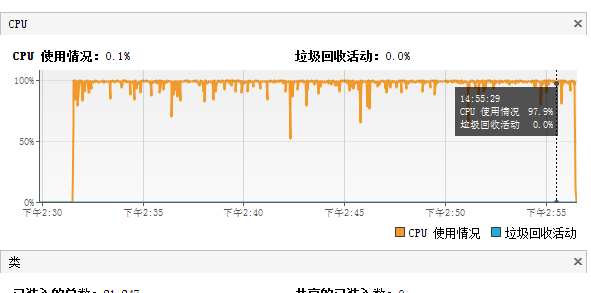 CPU
CPU 使用情况: 0.1%
垃圾回收活动: 0.0%
100%
50%
0%
14:55:29
CPU 使用情况 97.9%
垃圾回收活动 0.0%
下午2:30 下午2:35 下午2:40 下午2:45 下午2:50 下午2:55
CPU 使用情况 垃圾回收活动
类